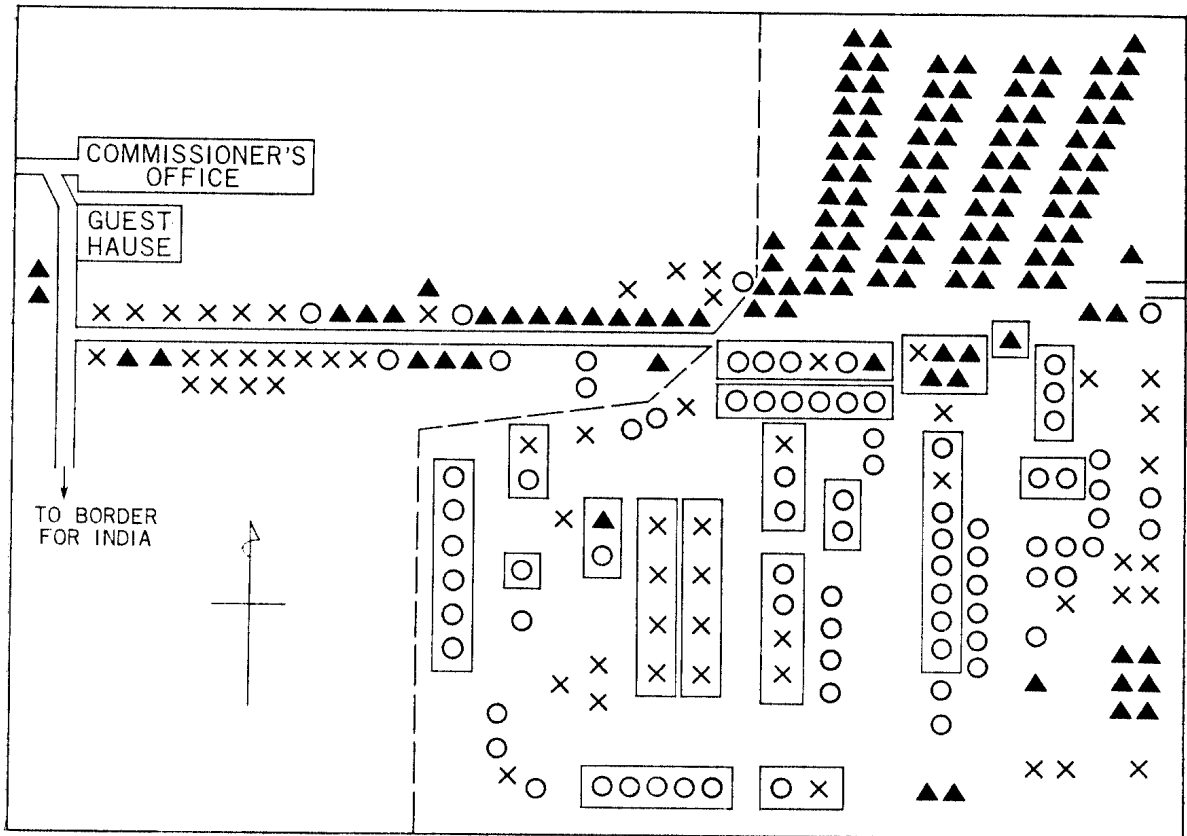 COMMISSIONER'S
OFFICE
GUEST
HAUSE
TO BORDER
FOR INDIA